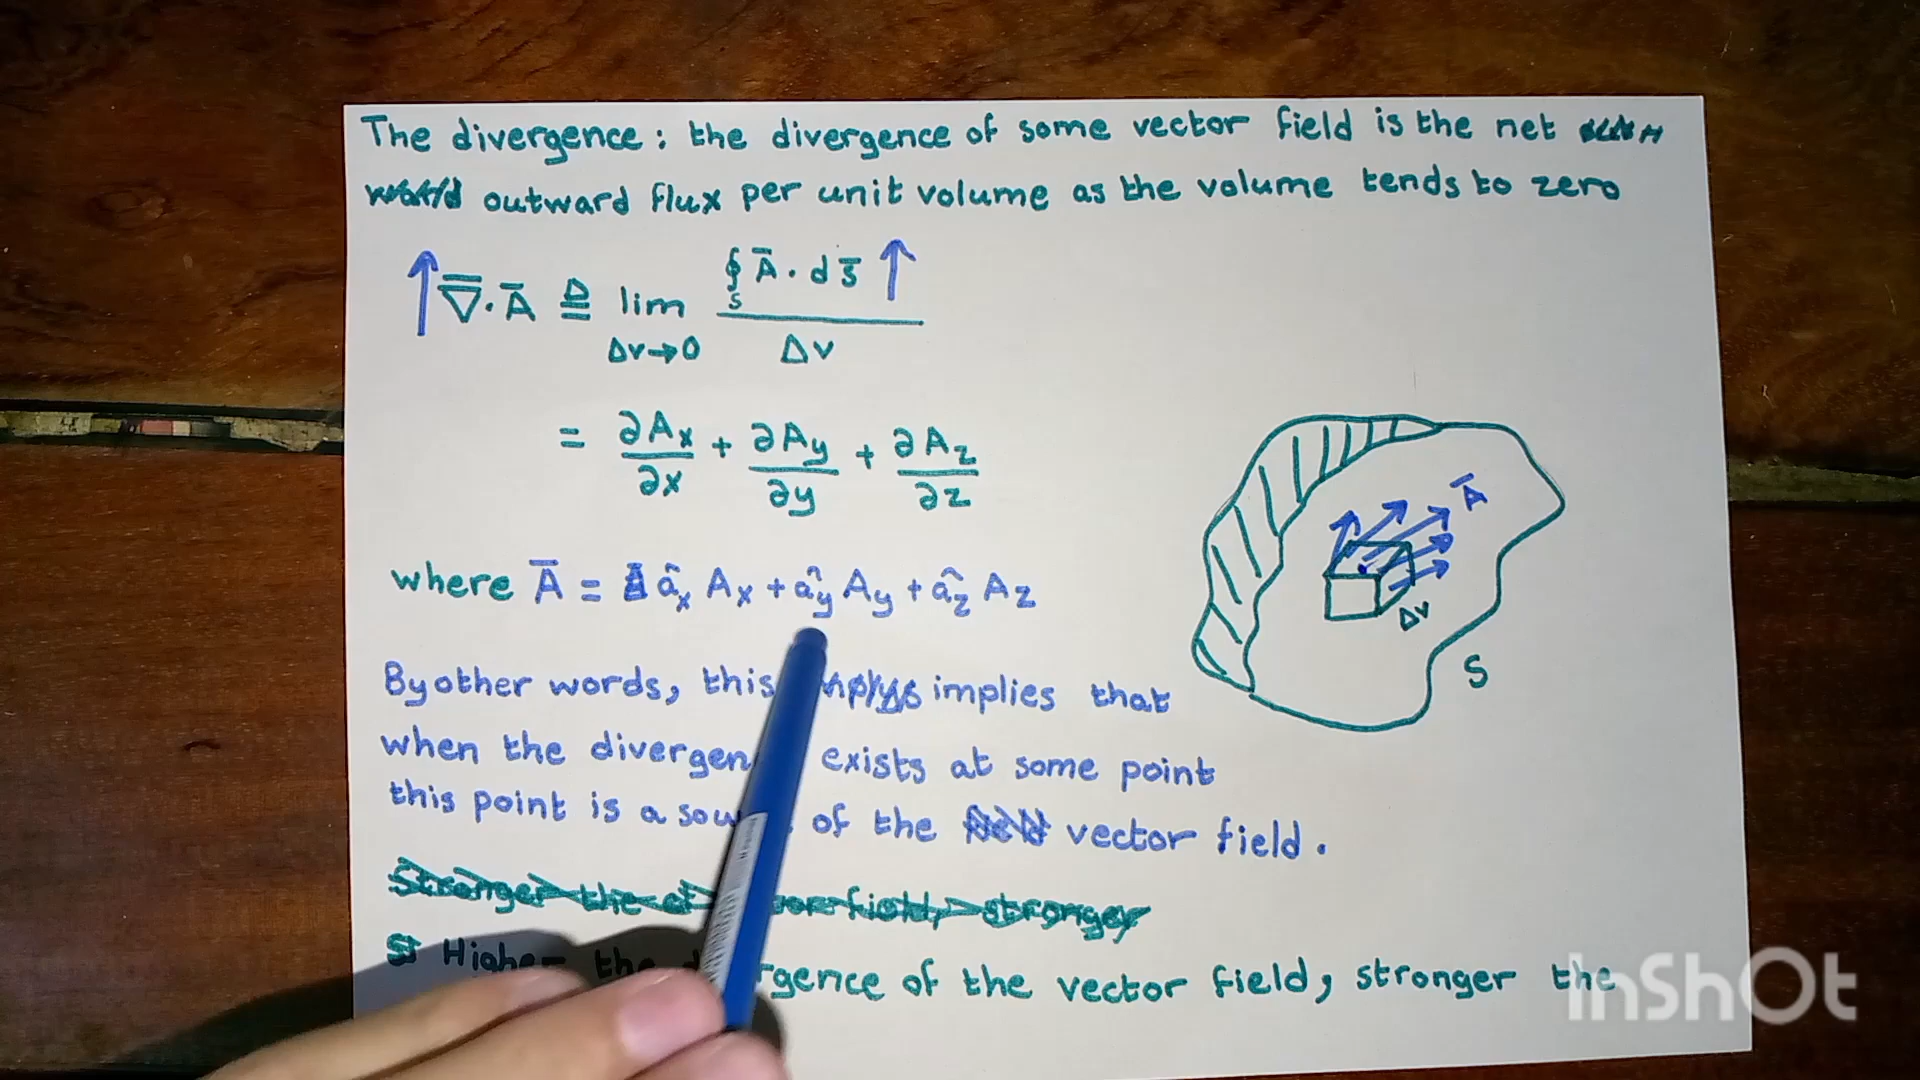 The divergence: the divergence of some vector field is the net
outward flux per unit volume as the volume tends to zero
↑ ∇̅·A̅ ≜ lim Δv→0 ∮s A̅·ds̅ ↑ / Δv
= ∂Ax/∂x + ∂Ay/∂y + ∂Az/∂z
where A̅ = âx Ax + ây Ay + âz Az
A̅
Δv
S
By other words, this implies that
when the divergen exists at some point
this point is a of the vector field.
Higher the rgence of the vector field, stronger the
InShOt